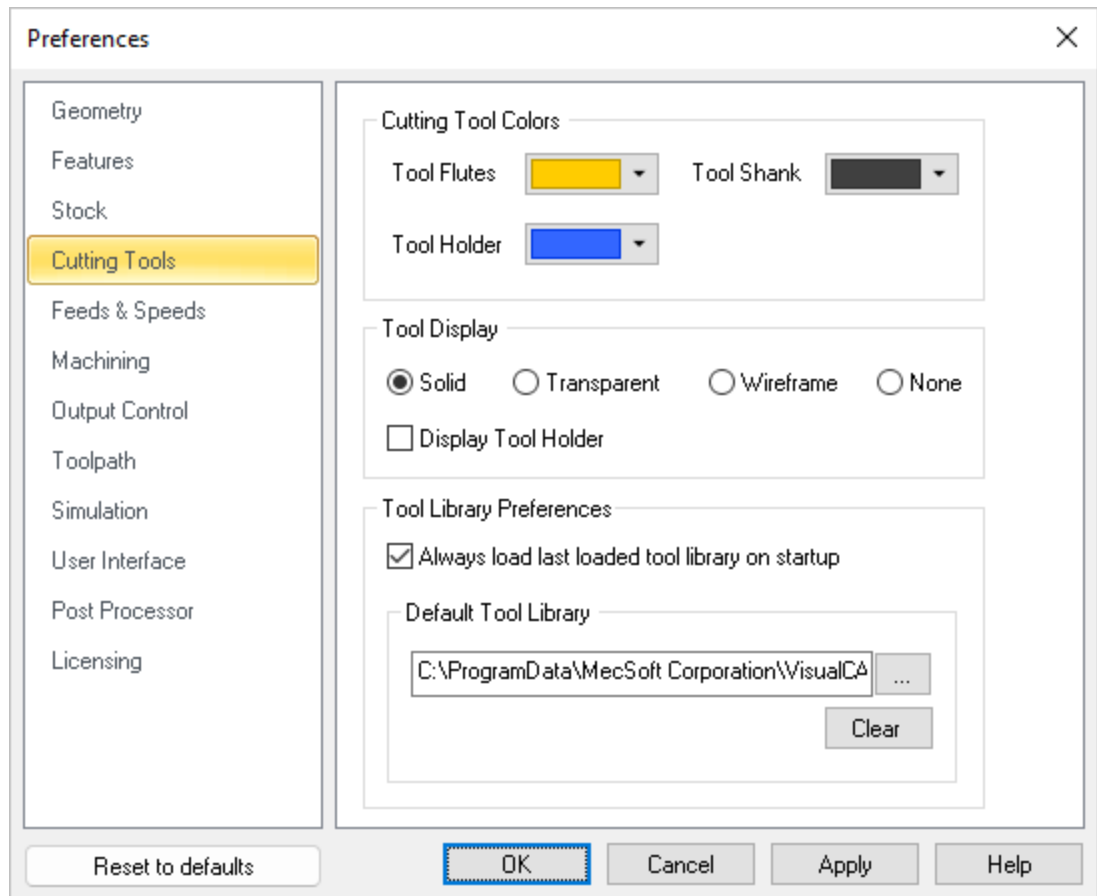 Preferences
Geometry
Features
Stock
Cutting Tools
Feeds & Speeds
Machining
Output Control
Toolpath
Simulation
User Interface
Post Processor
Licensing
Cutting Tool Colors
Tool Flutes
Tool Shank
Tool Holder
Tool Display
Solid
Transparent
Wireframe
None
Display Tool Holder
Tool Library Preferences
Always load last loaded tool library on startup
Default Tool Library
C:\ProgramData\MecSoft Corporation\VisualCA
...
Clear
Reset to defaults
OK
Cancel
Apply
Help